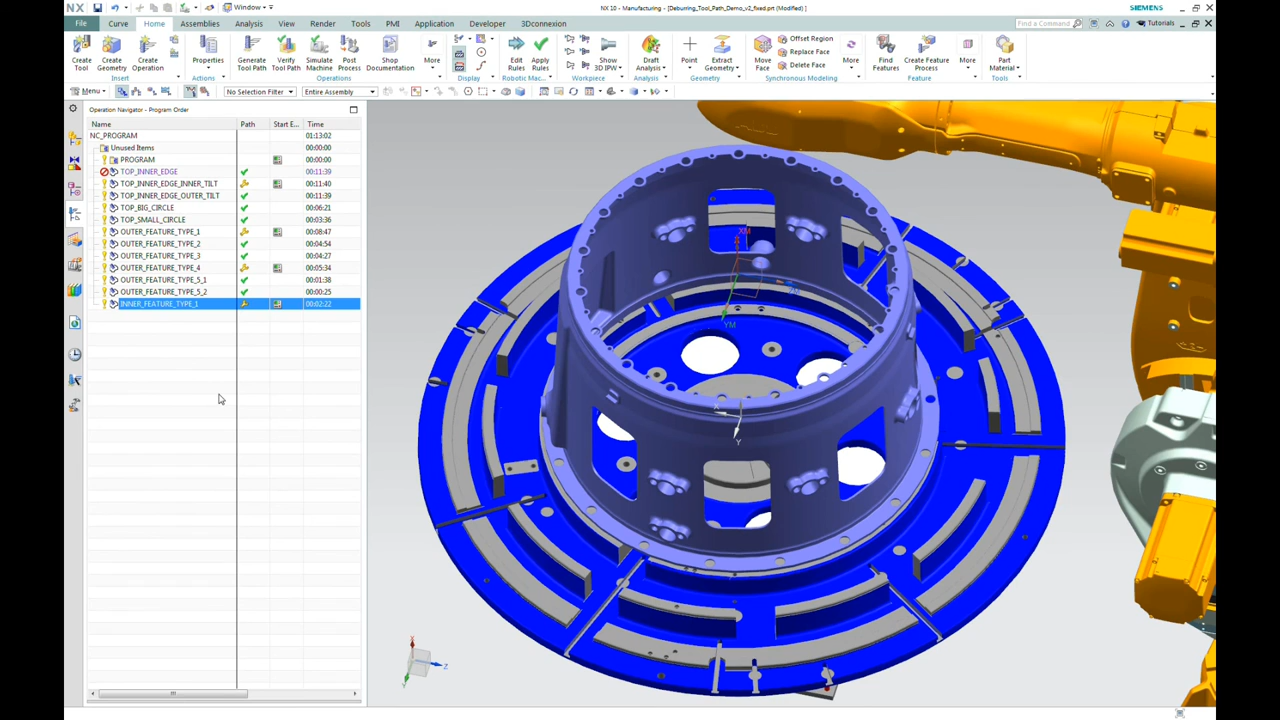 NX Window NX 10 - Manufacturing - [Deburring_Tool_Path_Demo_v2_fixed.prt (Modified) ] SIEMENS
File Curve Home Assemblies Analysis View Render Tools PMI Application Developer 3Dconnexion Find a Command Tutorials
Create Tool Create Geometry Create Operation Properties Generate Tool Path Verify Tool Path Simulate Machine Post Process Shop Documentation More Edit Rules Apply Rules Show 3D IPW Draft Analysis Point Extract Geometry Move Face Offset Region Replace Face Delete Face More Find Features Create Feature Process More Part Material
Insert Actions Operations Display Robotic Mac... Workpiece Analysis Geometry Synchronous Modeling Feature Tools
Menu No Selection Filter Entire Assembly
Operation Navigator - Program Order
Name Path Start E... Time
NC_PROGRAM 01:13:02
Unused Items 00:00:00
PROGRAM 00:00:00
TOP_INNER_EDGE 00:11:39
TOP_INNER_EDGE_INNER_TILT 00:11:40
TOP_INNER_EDGE_OUTER_TILT 00:11:39
TOP_BIG_CIRCLE 00:06:21
TOP_SMALL_CIRCLE 00:03:36
OUTER_FEATURE_TYPE_1 00:08:47
OUTER_FEATURE_TYPE_2 00:04:54
OUTER_FEATURE_TYPE_3 00:04:27
OUTER_FEATURE_TYPE_4 00:05:34
OUTER_FEATURE_TYPE_5_1 00:01:38
OUTER_FEATURE_TYPE_5_2 00:00:25
INNER_FEATURE_TYPE_1 00:02:22
XM
YM
X
Y
X
Z
Y